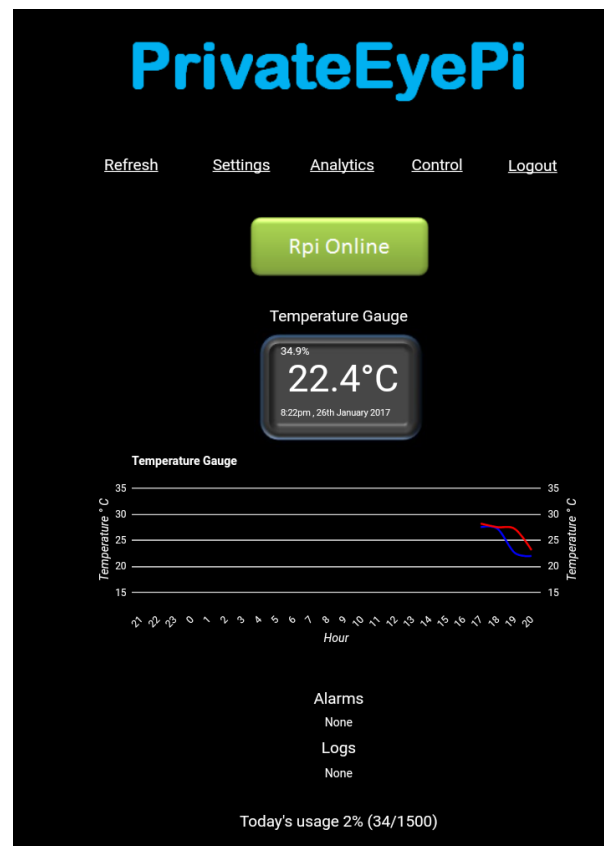 PrivateEyePi
Refresh Settings Analytics Control Logout
Rpi Online
Temperature Gauge
34.9%
22.4°C
8:22pm , 26th January 2017
Temperature Gauge
Temperature ° C
35
30
25
20
15
35
30
25
20
15
Temperature ° C
21 22 23 0 1 2 3 4 5 6 7 8 9 10 11 12 13 14 15 16 17 18 19 20
Hour
Alarms
None
Logs
None
Today's usage 2% (34/1500)